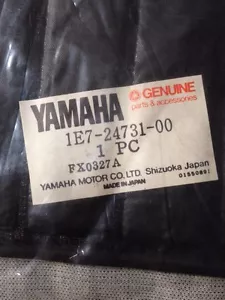 GENUINE
parts & accessories
YAMAHA
1E7-24731-00
1 PC
FX0327A
YAMAHA MOTOR CO. LTD. Shizuoka Japan
MADE IN JAPAN